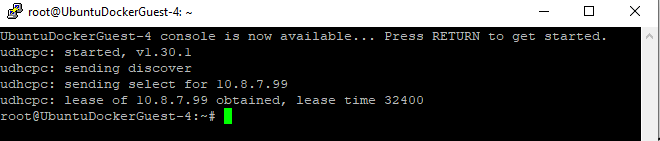 root@UbuntuDockerGuest-4: ~
UbuntuDockerGuest-4 console is now available... Press RETURN to get started.
udhcpc: started, v1.30.1
udhcpc: sending discover
udhcpc: sending select for 10.8.7.99
udhcpc: lease of 10.8.7.99 obtained, lease time 32400
root@UbuntuDockerGuest-4:~#